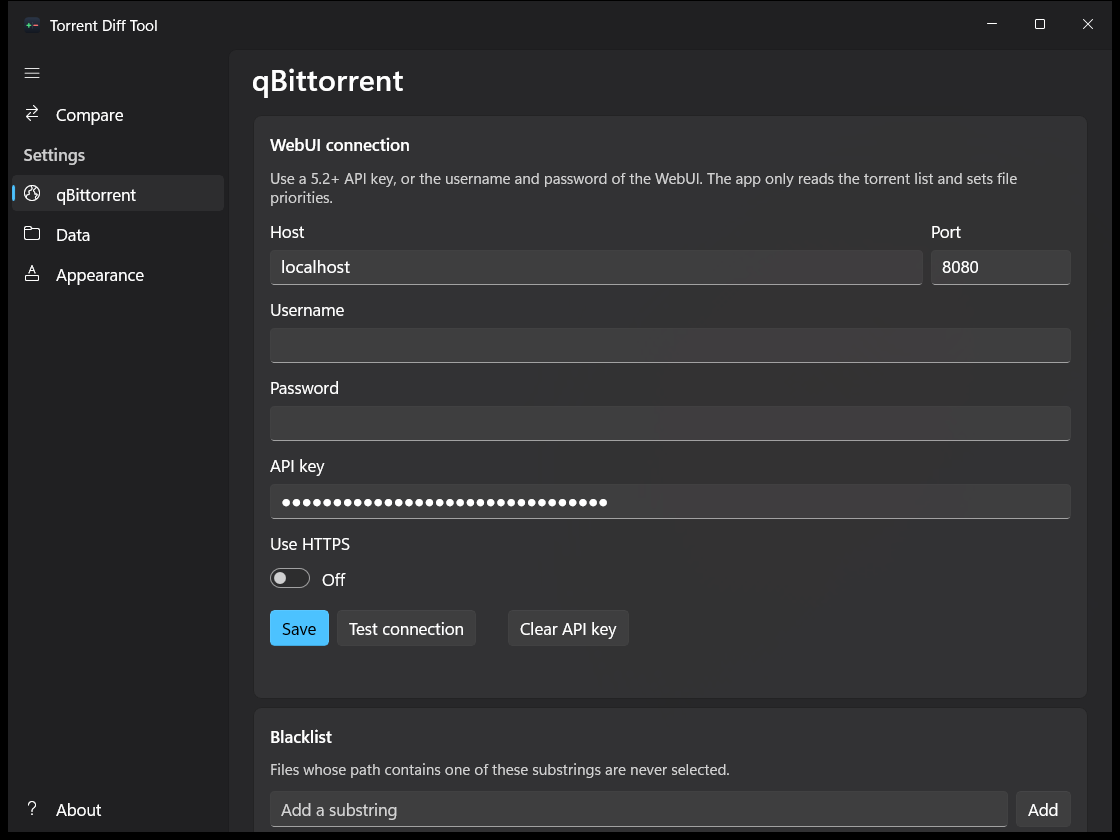 Torrent Diff Tool
Compare
Settings
qBittorrent
Data
Appearance
About
qBittorrent
WebUI connection
Use a 5.2+ API key, or the username and password of the WebUI. The app only reads the torrent list and sets file
priorities.
Host
Port
localhost
8080
Username
Password
API key
••••••••••••••••••••••••••••••••
Use HTTPS
Off
Save
Test connection
Clear API key
Blacklist
Files whose path contains one of these substrings are never selected.
Add a substring
Add